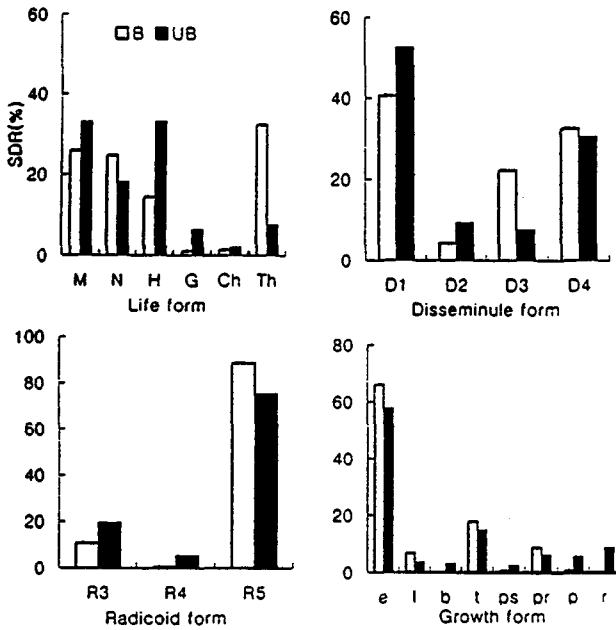 SDR(%)
60
40
20
0
B UB
M N H G Ch Th
Life form
60
40
20
0
D1 D2 D3 D4
Disseminule form
100
80
60
40
20
0
R3 R4 R5
Radicoid form
80
60
40
20
0
e l b t ps pr p r
Growth form